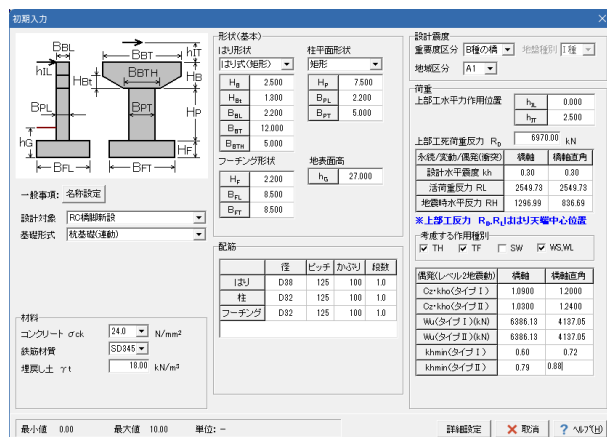 初期入力
BBL
BBT
hIT
hIL
HBt
BBTH
HB
BPL
BPT
HP
hG
HF
BFL
BFT
一般事項: 名称設定
設計対象 RC橋脚新設
基礎形式 杭基礎(連動)
材料
コンクリート σck 24.0 N/mm²
鉄筋材質 SD345
埋戻し土 γt 18.00 kN/m³
形状(基本)
はり形状
はり式(矩形)
HB 2.500
HBt 1.300
BBL 2.200
BBT 12.000
BBTH 5.000
柱平面形状
矩形
HP 7.500
BPL 2.200
BPT 5.000
フーチング形状
HF 2.200
BFL 8.500
BFT 8.500
地表面高
hG 27.000
配筋
径 ピッチ かぶり 段数
はり D38 125 100 1.0
柱 D32 125 100 1.0
フーチング D32 125 100 1.0
設計震度
重要度区分 B種の橋 地盤種別 I種
地域区分 A1
荷重
上部工水平力作用位置
hIL 0.000
hIT 2.500
上部工死荷重反力 RD 6970.00 kN
永続/変動/偶発(衝突) 橋軸 橋軸直角
設計水平震度 kh 0.30 0.30
活荷重反力 RL 2549.73 2549.73
地震時水平反力 RH 1296.99 836.69
※上部工反力 RD,RLははり天端中心位置
考慮する作用種別
TH TF SW WS,WL
偶発(レベル2地震動) 橋軸 橋軸直角
Cz・kho(タイプⅠ) 1.0900 1.2000
Cz・kho(タイプⅡ) 1.0300 1.2400
Wu(タイプⅠ)(kN) 6386.13 4137.05
Wu(タイプⅡ)(kN) 6386.13 4137.05
khmin(タイプⅠ) 0.60 0.72
khmin(タイプⅡ) 0.79 0.88
最小値 0.00 最大値 10.00 単位: −
詳細設定 取消 ? ヘルプ(H)